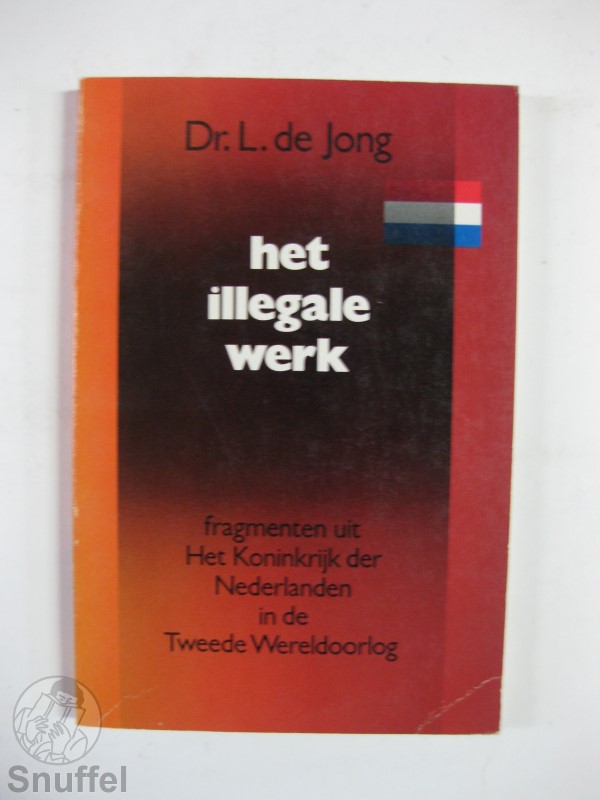 Dr. L. de Jong
het
illegale
werk
fragmenten uit
Het Koninkrijk der
Nederlanden
in de
Tweede Wereldoorlog
Snuffel